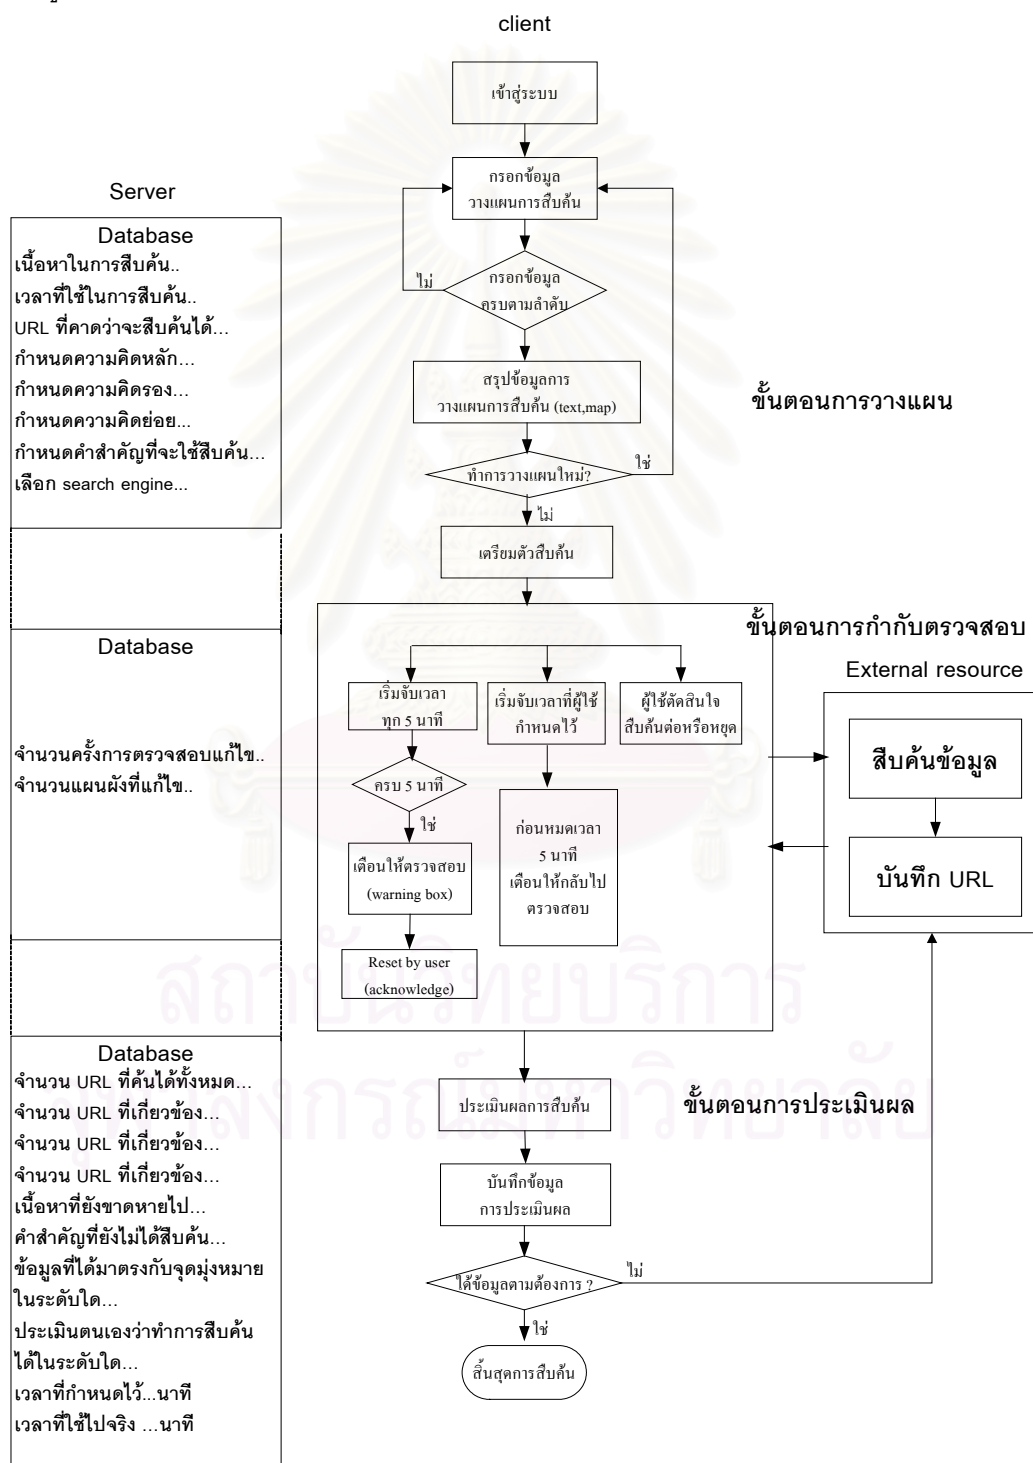 client
เข้าสู่ระบบ
กรอกข้อมูล
วางแผนการสืบค้น
ไม่
กรอกข้อมูล
ครบตามลำดับ
สรุปข้อมูลการ
วางแผนการสืบค้น (text,map)
ขั้นตอนการวางแผน
ทำการวางแผนใหม่?
ใช่
ไม่
เตรียมตัวสืบค้น
Server
Database
เนื้อหาในการสืบค้น..
เวลาที่ใช้ในการสืบค้น..
URL ที่คาดว่าจะสืบค้นได้...
กำหนดความคิดหลัก...
กำหนดความคิดรอง...
กำหนดความคิดย่อย...
กำหนดคำสำคัญที่จะใช้สืบค้น...
เลือก search engine...
Database
จำนวนครั้งการตรวจสอบแก้ไข..
จำนวนแผนผังที่แก้ไข..
ขั้นตอนการกำกับตรวจสอบ
เริ่มจับเวลา
ทุก 5 นาที
ครบ 5 นาที
ใช่
เตือนให้ตรวจสอบ
(warning box)
Reset by user
(acknowledge)
เริ่มจับเวลาที่ผู้ใช้
กำหนดไว้
ก่อนหมดเวลา
5 นาที
เตือนให้กลับไป
ตรวจสอบ
ผู้ใช้ตัดสินใจ
สืบค้นต่อหรือหยุด
External resource
สืบค้นข้อมูล
บันทึก URL
สถาบันวิทยบริการ
จุฬาลงกรณ์มหาวิทยาลัย
Database
จำนวน URL ที่ค้นได้ทั้งหมด...
จำนวน URL ที่เกี่ยวข้อง...
จำนวน URL ที่เกี่ยวข้อง...
จำนวน URL ที่เกี่ยวข้อง...
เนื้อหาที่ยังขาดหายไป...
คำสำคัญที่ยังไม่ได้สืบค้น...
ข้อมูลที่ได้มาตรงกับจุดมุ่งหมาย
ในระดับใด...
ประเมินตนเองว่าทำการสืบค้น
ได้ในระดับใด...
เวลาที่กำหนดไว้...นาที
เวลาที่ใช้ไปจริง ...นาที
ประเมินผลการสืบค้น
ขั้นตอนการประเมินผล
บันทึกข้อมูล
การประเมินผล
ได้ข้อมูลตามต้องการ ?
ไม่
ใช่
สิ้นสุดการสืบค้น